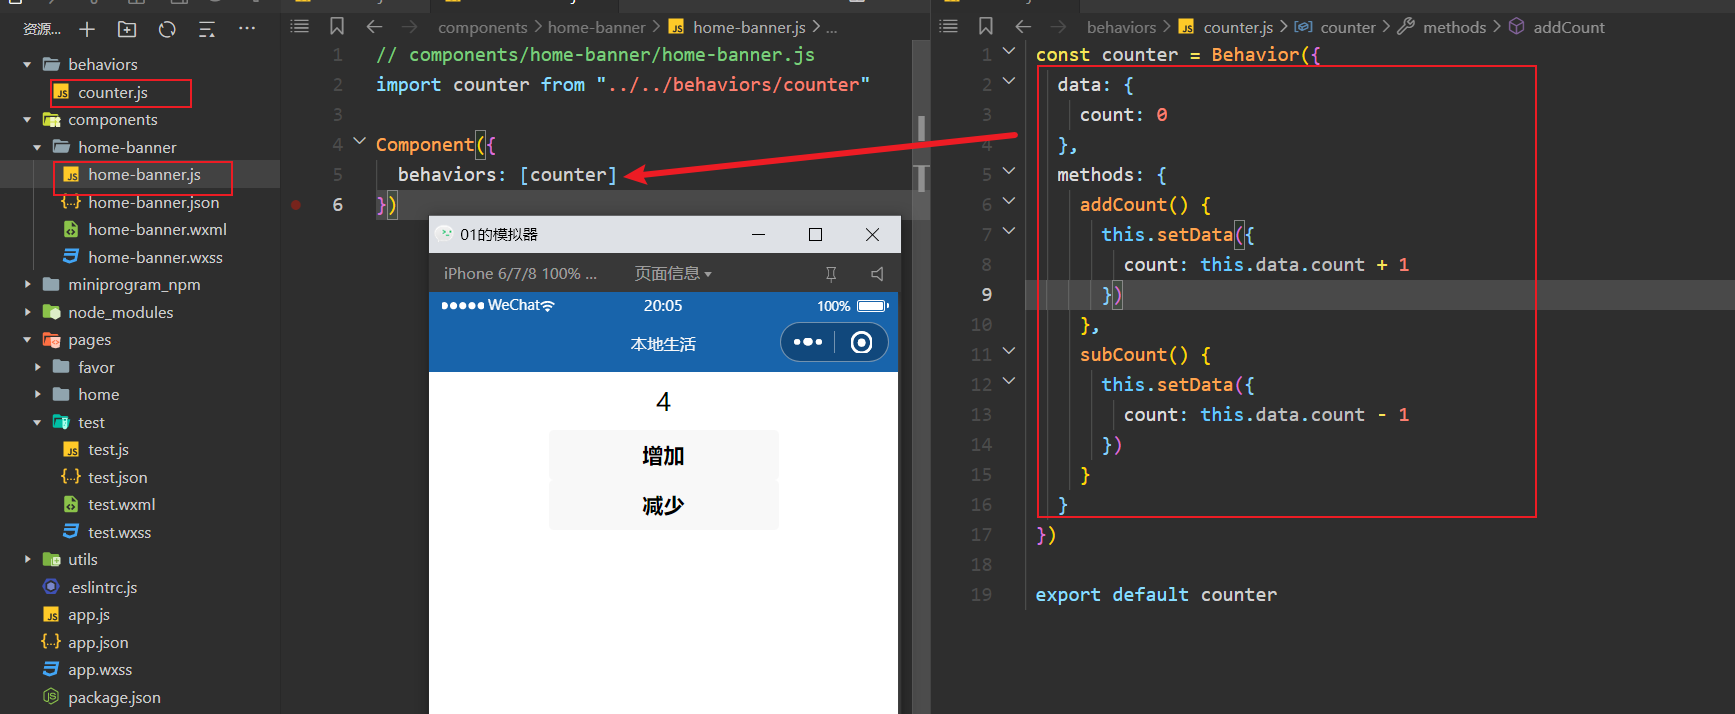 资源...
behaviors
counter.js
components
home-banner
home-banner.js
home-banner.json
home-banner.wxml
home-banner.wxss
miniprogram_npm
node_modules
pages
favor
home
test
test.js
test.json
test.wxml
test.wxss
utils
.eslintrc.js
app.js
app.json
app.wxss
package.json
components > home-banner > home-banner.js > ...
1 // components/home-banner/home-banner.js
2 import counter from "../../behaviors/counter"
3
4 Component({
5 behaviors: [counter]
6 })
01的模拟器
iPhone 6/7/8 100% ... 页面信息
WeChat 20:05 100%
本地生活
4
增加
减少
behaviors > counter.js > counter > methods > addCount
1 const counter = Behavior({
2 data: {
3 count: 0
4 },
5 methods: {
6 addCount() {
7 this.setData({
8 count: this.data.count + 1
9 })
10 },
11 subCount() {
12 this.setData({
13 count: this.data.count - 1
14 })
15 }
16 }
17 })
18
19 export default counter